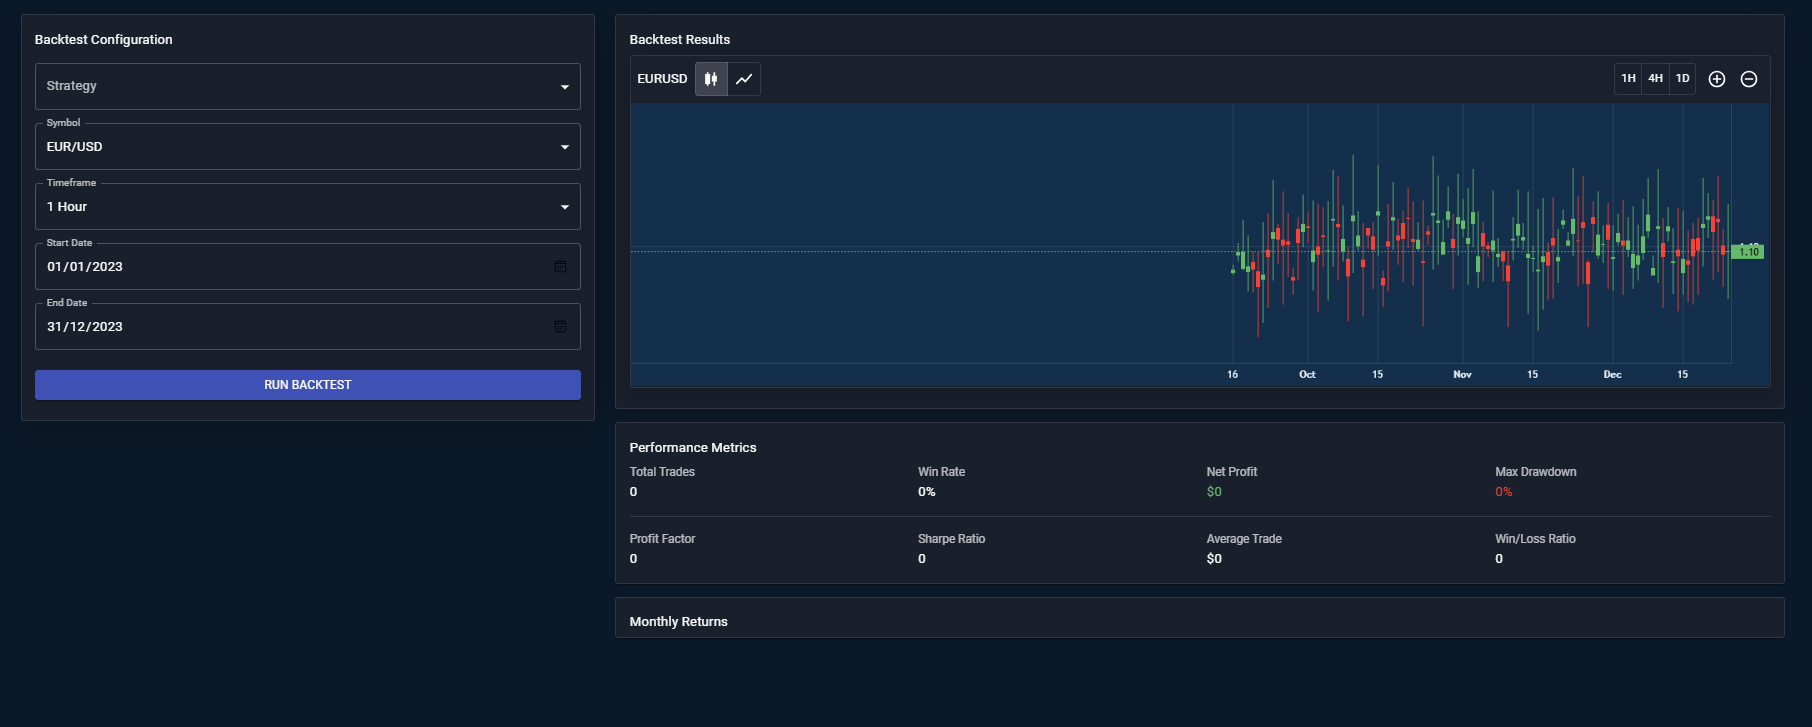 Backtest Configuration
Strategy
Symbol
EUR/USD
Timeframe
1 Hour
Start Date
01/01/2023
End Date
31/12/2023
RUN BACKTEST
Backtest Results
EURUSD
1H 4H 1D
1.10
16 Oct 15 Nov 15 Dec 15
Performance Metrics
Total Trades Win Rate Net Profit Max Drawdown
0 0% $0 0%
Profit Factor Sharpe Ratio Average Trade Win/Loss Ratio
0 0 $0 0
Monthly Returns